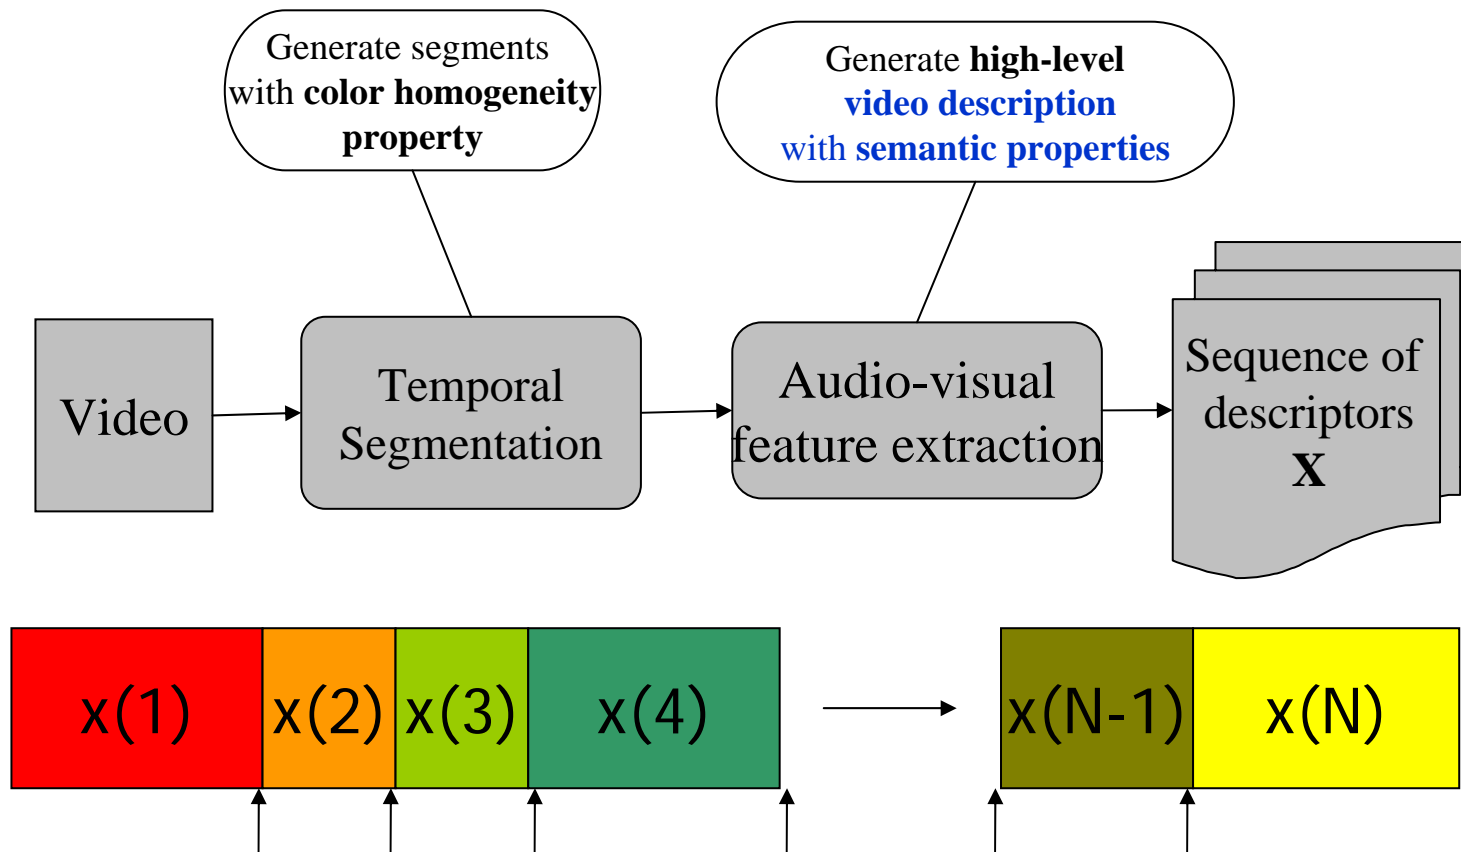 Generate segments
with color homogeneity
property
Generate high-level
video description
with semantic properties
Video
Temporal
Segmentation
Audio-visual
feature extraction
Sequence of
descriptors
X
x(1)
x(2)
x(3)
x(4)
x(N-1)
x(N)